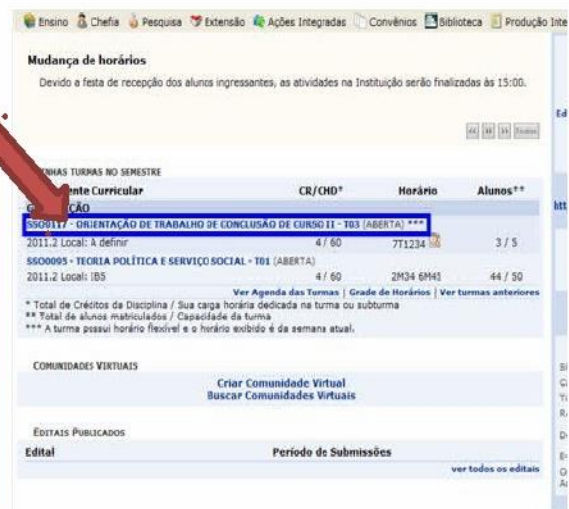 Ensino Chefia Pesquisa Extensão Ações Integradas Convênios Biblioteca Produção Inte
Mudança de horários
Devido a festa de recepção dos alunos ingressantes, as atividades na Instituição serão finalizadas às 15:00.
TURMAS NO SEMESTRE
ente Curricular CR/CHD* Horário Alunos**
SSO0117 - ORIENTAÇÃO DE TRABALHO DE CONCLUSÃO DE CURSO II - T03 (ABERTA) ***
2011.2 Local: A definir 4 / 60 7T1234 3 / 5
SSO0095 - TEORIA POLÍTICA E SERVIÇO SOCIAL - T01 (ABERTA)
2011.2 Local: IB5 4 / 60 2M34 6M45 44 / 50
Ver Agenda das Turmas | Grade de Horários | Ver turmas anteriores
* Total de Créditos da Disciplina / Sua carga horária dedicada na turma ou subturma
** Total de alunos matriculados / Capacidade da turma
*** A turma possui horário flexível e o horário exibido é da semana atual.
COMUNIDADES VIRTUAIS
Criar Comunidade Virtual
Buscar Comunidades Virtuais
EDITAIS PUBLICADOS
Edital Período de Submissões
ver todos os editais